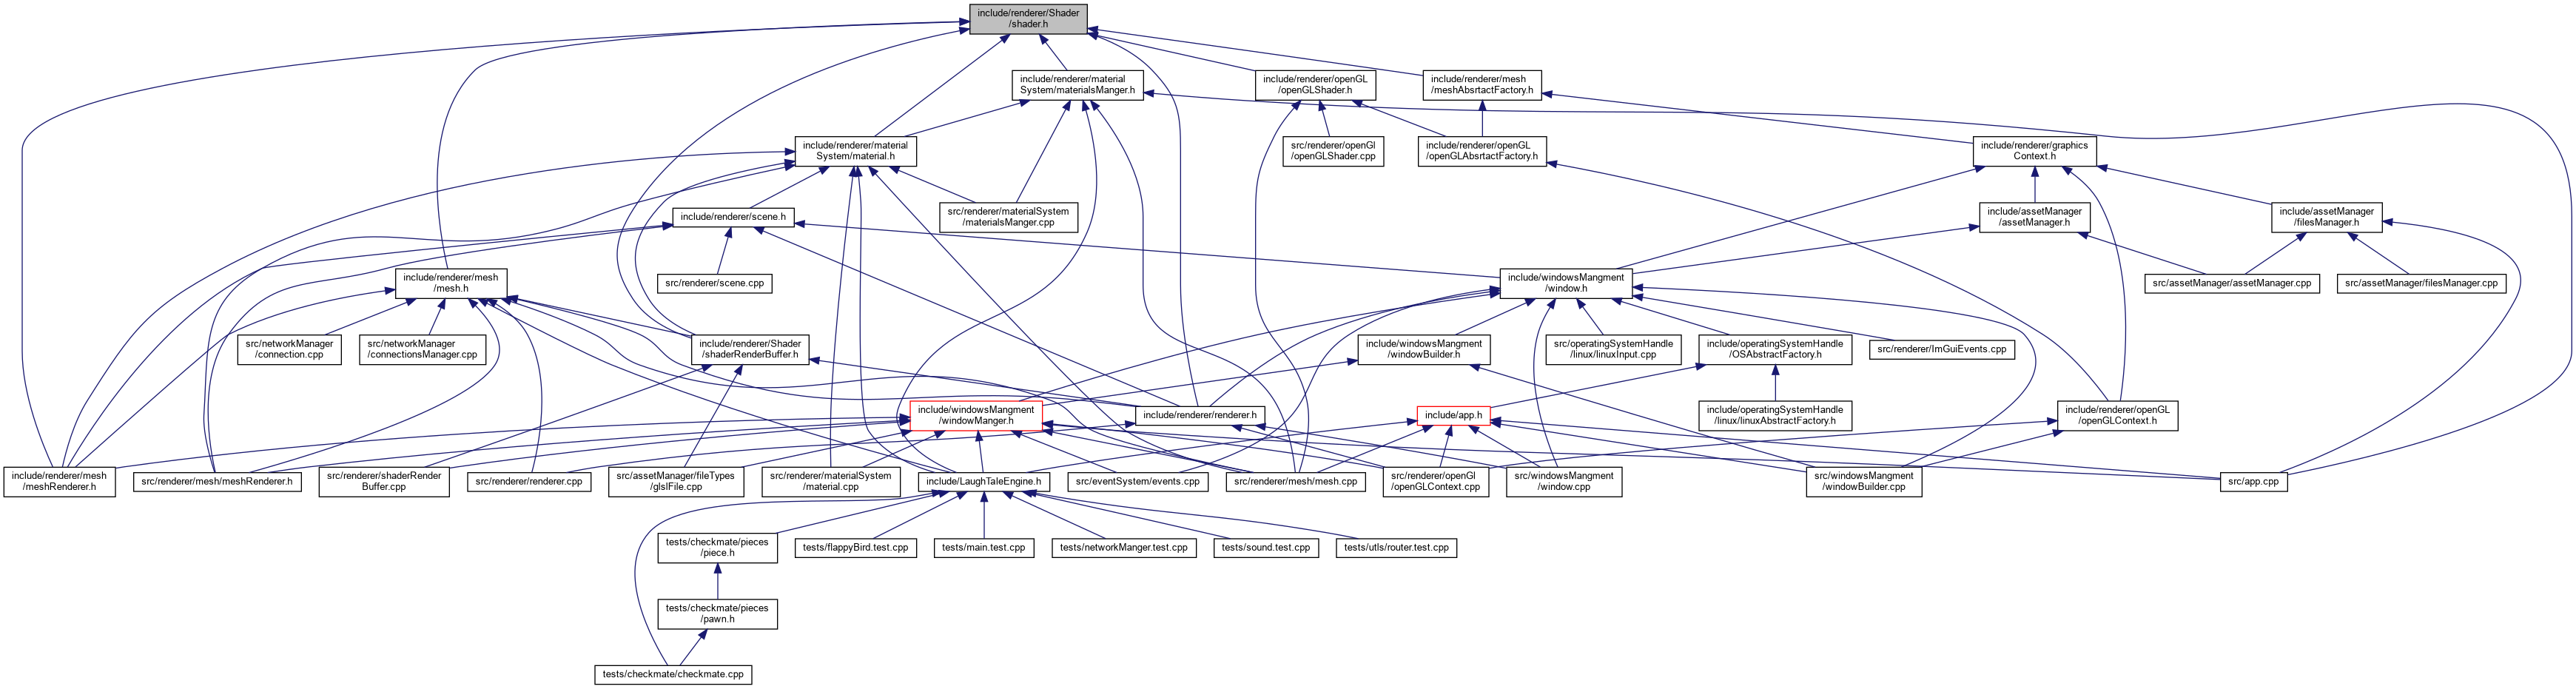 include/renderer/Shader
/shader.h
include/renderer/material
System/materialsManger.h
include/renderer/openGL
/openGLShader.h
include/renderer/mesh
/meshAbsrtactFactory.h
include/renderer/material
System/material.h
src/renderer/openGl
/openGLShader.cpp
include/renderer/openGL
/openGLAbsrtactFactory.h
include/renderer/graphics
Context.h
include/renderer/scene.h
src/renderer/materialSystem
/materialsManger.cpp
include/assetManager
/assetManager.h
include/assetManager
/filesManager.h
include/renderer/mesh
/mesh.h
src/renderer/scene.cpp
include/windowsMangment
/window.h
src/assetManager/assetManager.cpp
src/assetManager/filesManager.cpp
src/networkManager
/connection.cpp
src/networkManager
/connectionsManager.cpp
include/renderer/Shader
/shaderRenderBuffer.h
include/windowsMangment
/windowBuilder.h
src/operatingSystemHandle
/linux/linuxInput.cpp
include/operatingSystemHandle
/OSAbstractFactory.h
src/renderer/ImGuiEvents.cpp
include/windowsMangment
/windowManger.h
include/renderer/renderer.h
include/app.h
include/operatingSystemHandle
/linux/linuxAbstractFactory.h
include/renderer/openGL
/openGLContext.h
include/renderer/mesh
/meshRenderer.h
src/renderer/mesh/meshRenderer.h
src/renderer/shaderRender
Buffer.cpp
src/renderer/renderer.cpp
src/assetManager/fileTypes
/glslFile.cpp
src/renderer/materialSystem
/material.cpp
include/LaughTaleEngine.h
src/eventSystem/events.cpp
src/renderer/mesh/mesh.cpp
src/renderer/openGl
/openGLContext.cpp
src/windowsMangment
/window.cpp
src/windowsMangment
/windowBuilder.cpp
src/app.cpp
tests/checkmate/pieces
/piece.h
tests/flappyBird.test.cpp
tests/main.test.cpp
tests/networkManger.test.cpp
tests/sound.test.cpp
tests/utls/router.test.cpp
tests/checkmate/pieces
/pawn.h
tests/checkmate/checkmate.cpp